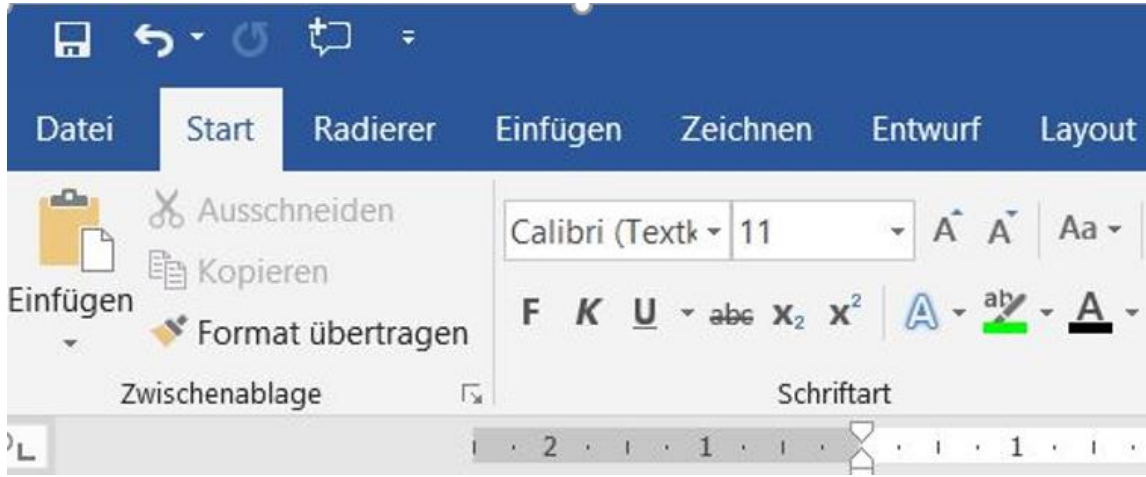 Datei Start Radierer Einfügen Zeichnen Entwurf Layout
Ausschneiden
Kopieren
Format übertragen
Einfügen
Zwischenablage
Calibri (Textk 11 A A Aa
F K U abc x₂ x² A ab A
Schriftart
L 2 1 1